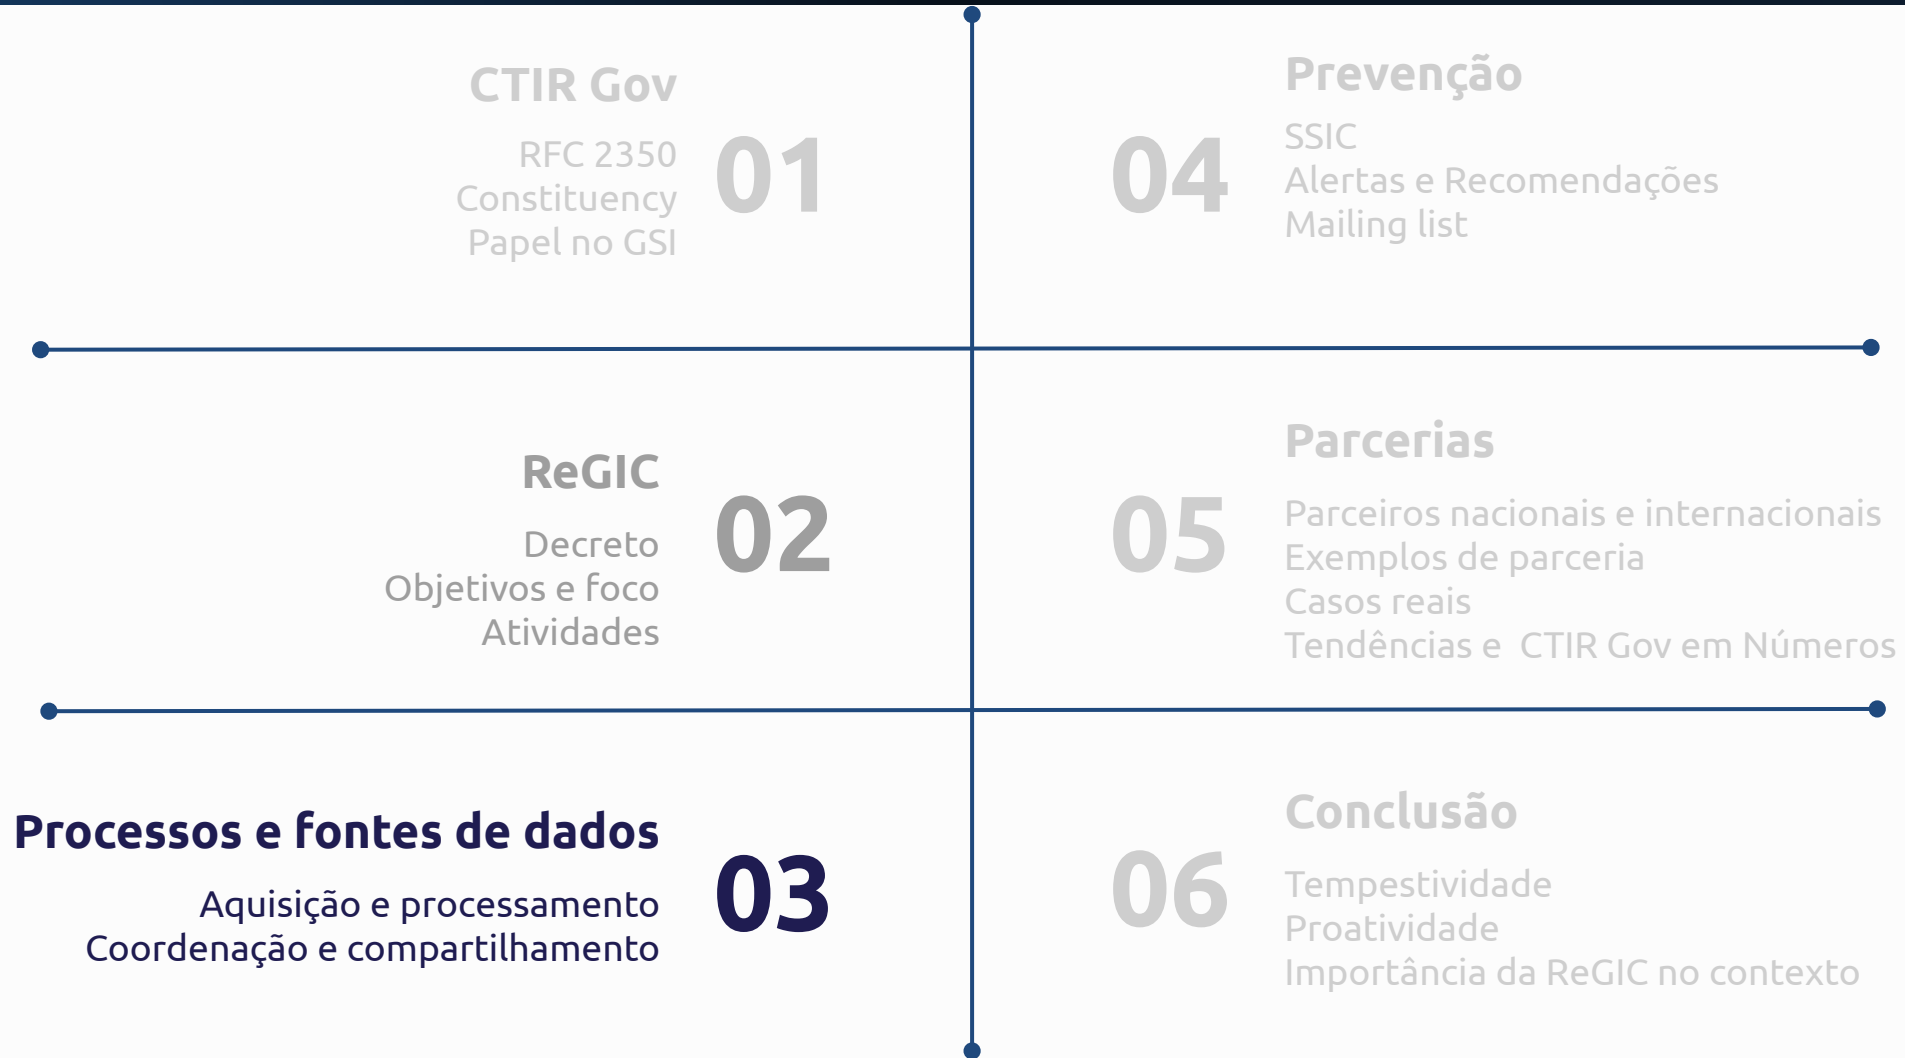 CTIR Gov
01
RFC 2350
Constituency
Papel no GSI
ReGIC
02
Decreto
Objetivos e foco
Atividades
Processos e fontes de dados
03
Aquisição e processamento
Coordenação e compartilhamento
Prevenção
04
SSIC
Alertas e Recomendações
Mailing list
Parcerias
05
Parceiros nacionais e internacionais
Exemplos de parceria
Casos reais
Tendências e  CTIR Gov em Números
Conclusão
06
Tempestividade
Proatividade
Importância da ReGIC no contexto